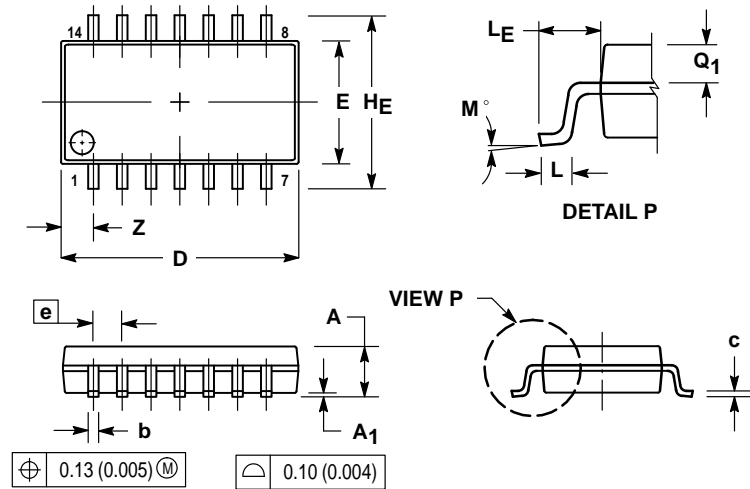 14
8
E
HE
1
7
Z
D
LE
Q1
M°
L
DETAIL P
e
A
b
A1
VIEW P
c
0.13 (0.005) Ⓜ
0.10 (0.004)